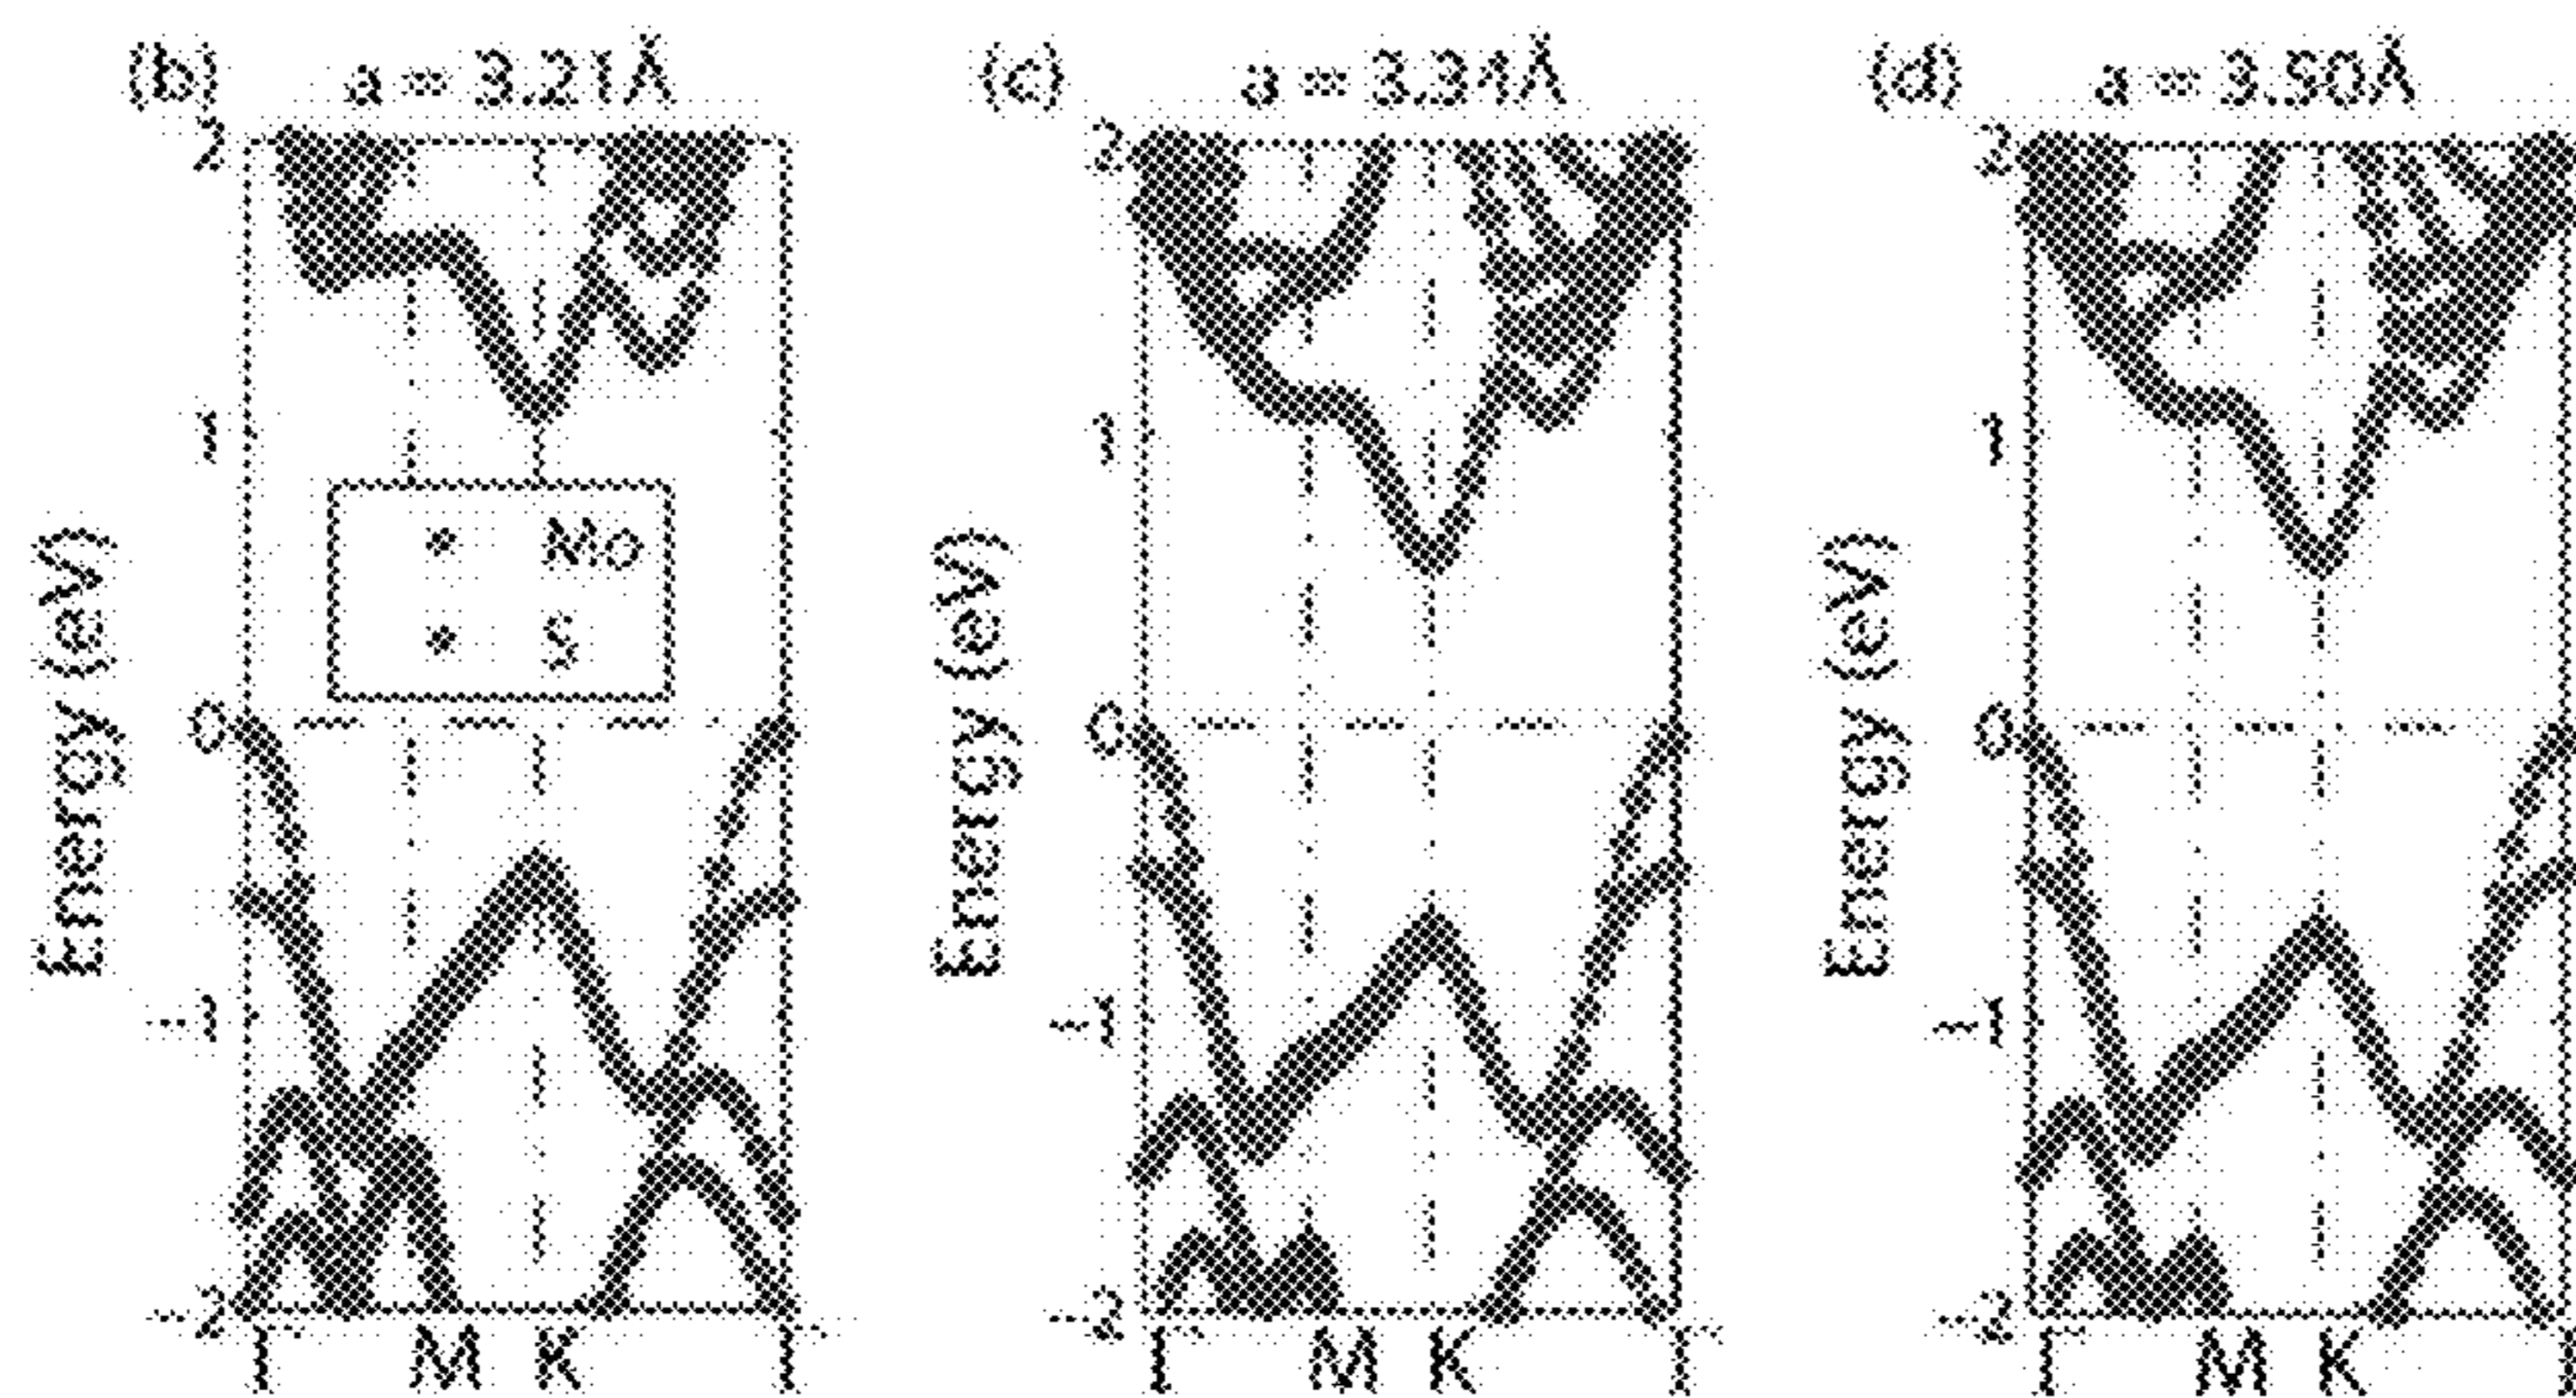 (b) a = 3.21Å
(c) a = 3.34Å
(d) a = 3.50Å
Energy (eV)
2
1
0
−1
−2
Mo
S
Γ M K Γ
Energy (eV)
2
1
0
−1
−2
Γ M K Γ
Energy (eV)
2
1
0
−1
−2
Γ M K